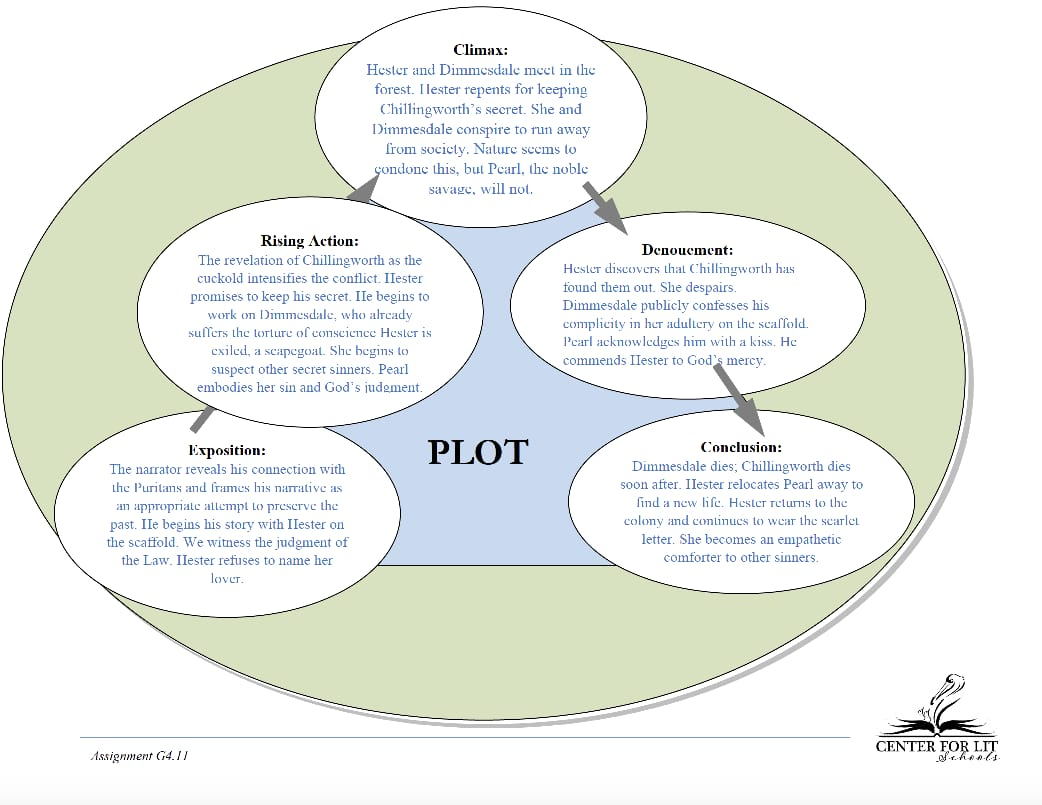 Climax:
Hester and Dimmesdale meet in the
forest. Hester repents for keeping
Chillingworth's secret. She and
Dimmesdale conspire to run away
from society. Nature seems to
condone this, but Pearl, the noble
savage, will not.
Rising Action:
The revelation of Chillingworth as the
cuckold intensifies the conflict. Hester
promises to keep his secret. He begins to
work on Dimmesdale, who already
suffers the torture of conscience Hester is
exiled, a scapegoat. She begins to
suspect other secret sinners. Pearl
embodies her sin and God's judgment.
Denouement:
Hester discovers that Chillingworth has
found them out. She despairs.
Dimmesdale publicly confesses his
complicity in her adultery on the scaffold.
Pearl acknowledges him with a kiss. He
commends Hester to God's mercy.
Exposition:
The narrator reveals his connection with
the Puritans and frames his narrative as
an appropriate attempt to preserve the
past. He begins his story with Hester on
the scaffold. We witness the judgment of
the Law. Hester refuses to name her
lover.
PLOT
Conclusion:
Dimmesdale dies; Chillingworth dies
soon after. Hester relocates Pearl away to
find a new life. Hester returns to the
colony and continues to wear the scarlet
letter. She becomes an empathetic
comforter to other sinners.
Assignment G4.11
CENTER FOR LIT
Schools